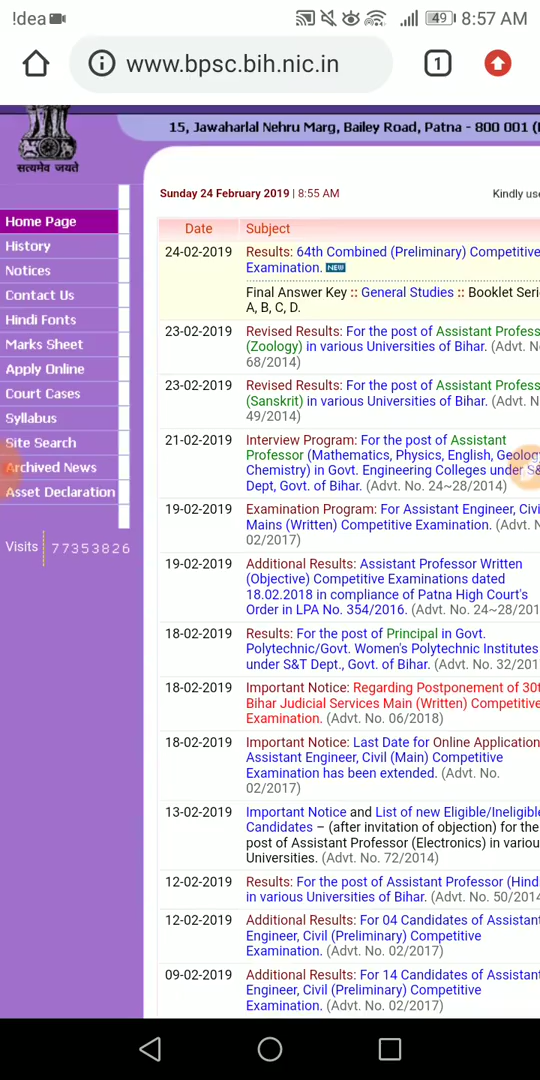 !dea
49
8:57 AM
www.bpsc.bih.nic.in
1
सत्यमेव जयते
15, Jawaharlal Nehru Marg, Bailey Road, Patna - 800 001 (
Sunday 24 February 2019 | 8:55 AM
Kindly use
Home Page
History
Notices
Contact Us
Hindi Fonts
Marks Sheet
Apply Online
Court Cases
Syllabus
Site Search
Archived News
Asset Declaration
Visits 77353826
Date Subject
24-02-2019 Results: 64th Combined (Preliminary) Competitive
Examination. NEW
Final Answer Key :: General Studies :: Booklet Seri
A, B, C, D.
23-02-2019 Revised Results: For the post of Assistant Profess
(Zoology) in various Universities of Bihar. (Advt. N
68/2014)
23-02-2019 Revised Results: For the post of Assistant Profess
(Sanskrit) in various Universities of Bihar. (Advt. N
49/2014)
21-02-2019 Interview Program: For the post of Assistant
Professor (Mathematics, Physics, English, Geology
Chemistry) in Govt. Engineering Colleges under S&
Dept, Govt. of Bihar. (Advt. No. 24~28/2014)
19-02-2019 Examination Program: For Assistant Engineer, Civi
Mains (Written) Competitive Examination. (Advt. N
02/2017)
19-02-2019 Additional Results: Assistant Professor Written
(Objective) Competitive Examinations dated
18.02.2018 in compliance of Patna High Court's
Order in LPA No. 354/2016. (Advt. No. 24~28/201
18-02-2019 Results: For the post of Principal in Govt.
Polytechnic/Govt. Women's Polytechnic Institutes
under S&T Dept., Govt. of Bihar. (Advt. No. 32/201
18-02-2019 Important Notice: Regarding Postponement of 30t
Bihar Judicial Services Main (Written) Competitive
Examination. (Advt. No. 06/2018)
18-02-2019 Important Notice: Last Date for Online Application
Assistant Engineer, Civil (Main) Competitive
Examination has been extended. (Advt. No.
02/2017)
13-02-2019 Important Notice and List of new Eligible/Ineligible
Candidates – (after invitation of objection) for the
post of Assistant Professor (Electronics) in variou
Universities. (Advt. No. 72/2014)
12-02-2019 Results: For the post of Assistant Professor (Hind
in various Universities of Bihar. (Advt. No. 50/2014
12-02-2019 Additional Results: For 04 Candidates of Assistant
Engineer, Civil (Preliminary) Competitive
Examination. (Advt. No. 02/2017)
09-02-2019 Additional Results: For 14 Candidates of Assistant
Engineer, Civil (Preliminary) Competitive
Examination. (Advt. No. 02/2017)